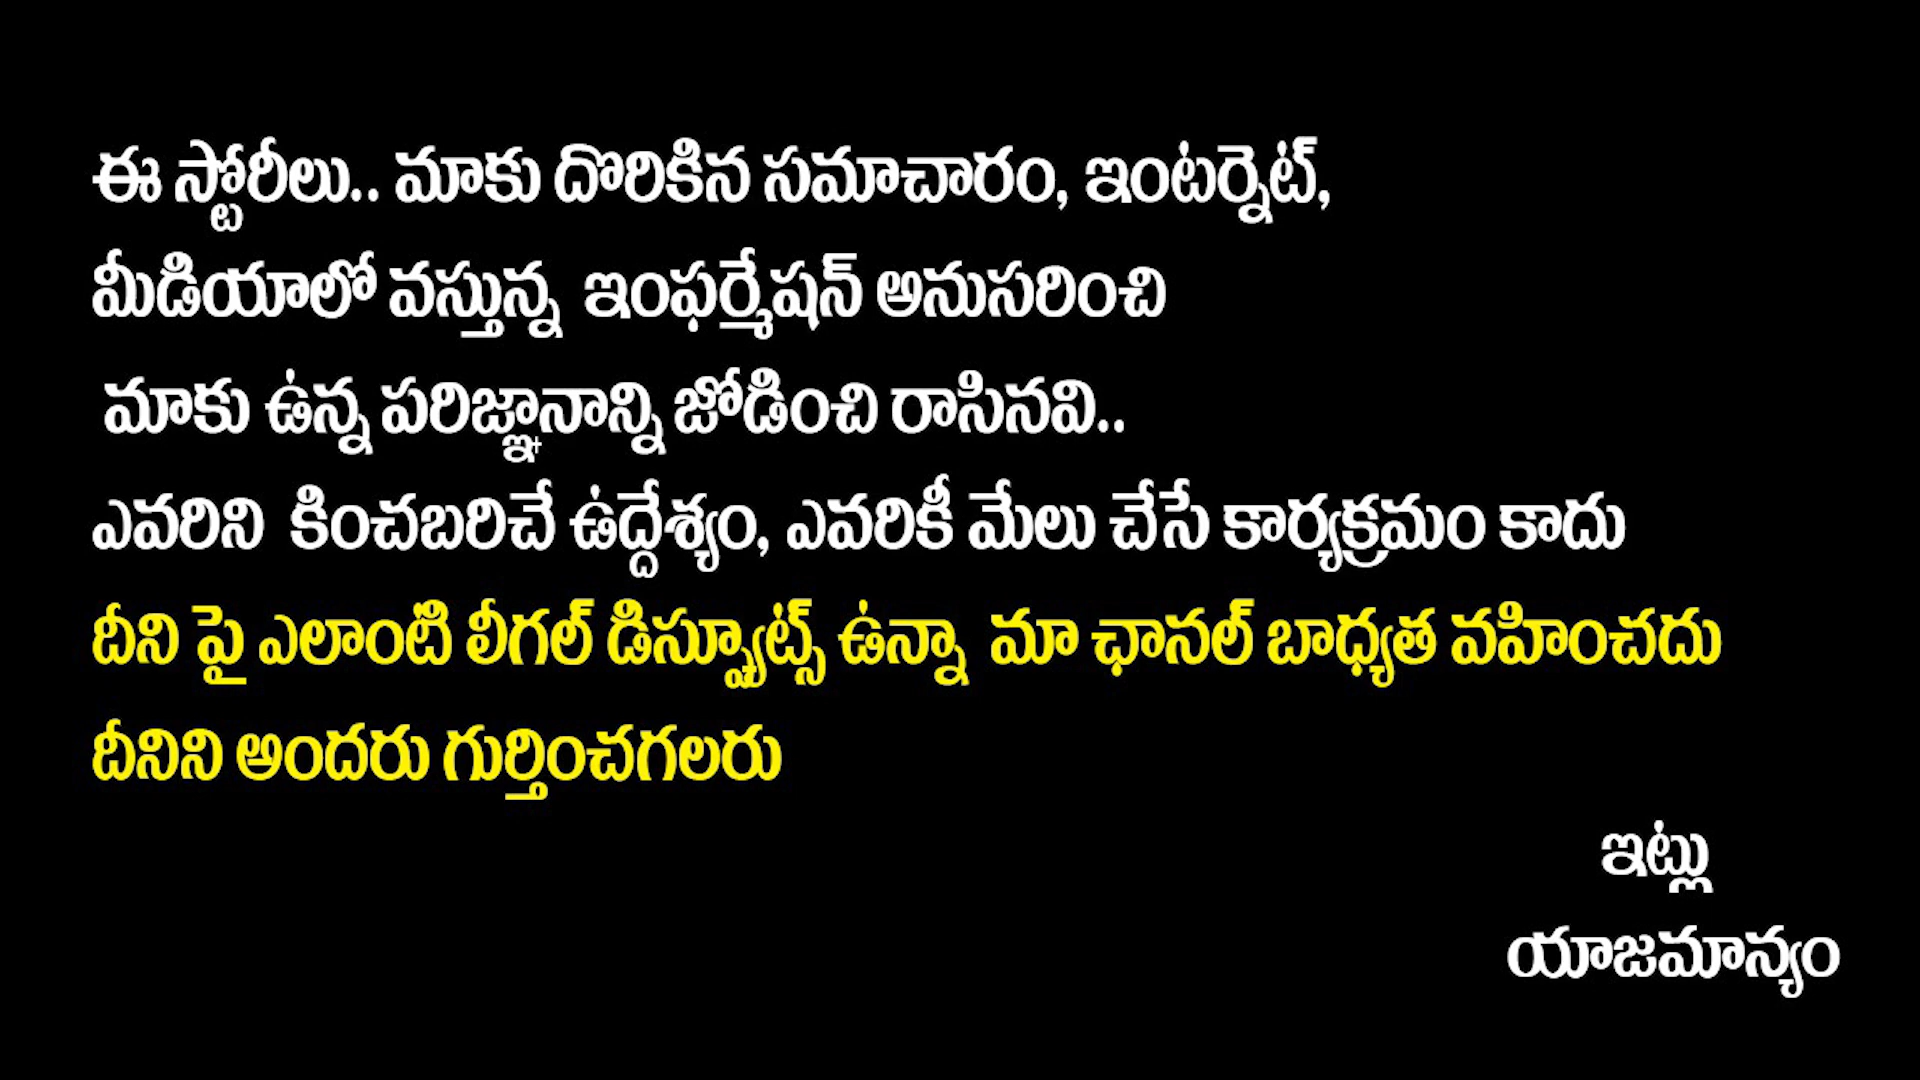 ఈ స్టోరీలు.. మాకు దొరికిన సమాచారం, ఇంటర్నెట్,
మీడియాలో వస్తున్న ఇంఫర్మేషన్ అనుసరించి
మాకు ఉన్న పరిజ్ఞానాన్ని జోడించి రాసినవి..
ఎవరిని కించబరిచే ఉద్దేశ్యం, ఎవరికీ మేలు చేసే కార్యక్రమం కాదు
దీని పై ఎలాంటి లీగల్ డిస్ప్యూట్స్ ఉన్నా మా ఛానల్ బాధ్యత వహించదు
దీనిని అందరు గుర్తించగలరు
ఇట్లు
యాజమాన్యం